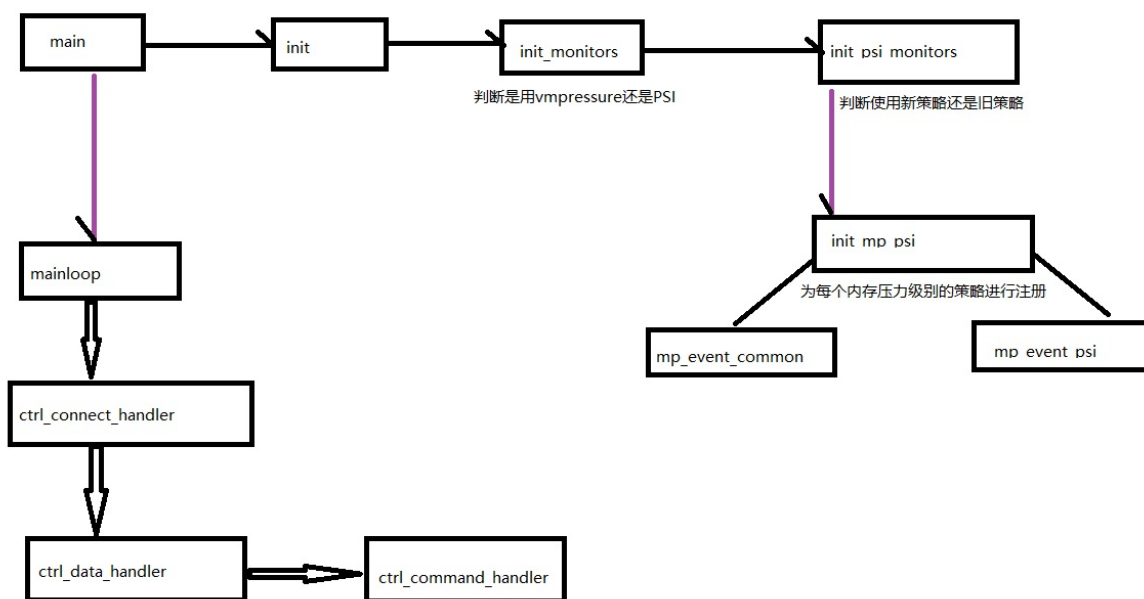 main
init
init_monitors
init_psi_monitors
判断是用vmpressure还是PSI
判断使用新策略还是旧策略
mainloop
init_mp_psi
为每个内存压力级别的策略进行注册
mp_event_common
mp_event_psi
ctrl_connect_handler
ctrl_data_handler
ctrl_command_handler